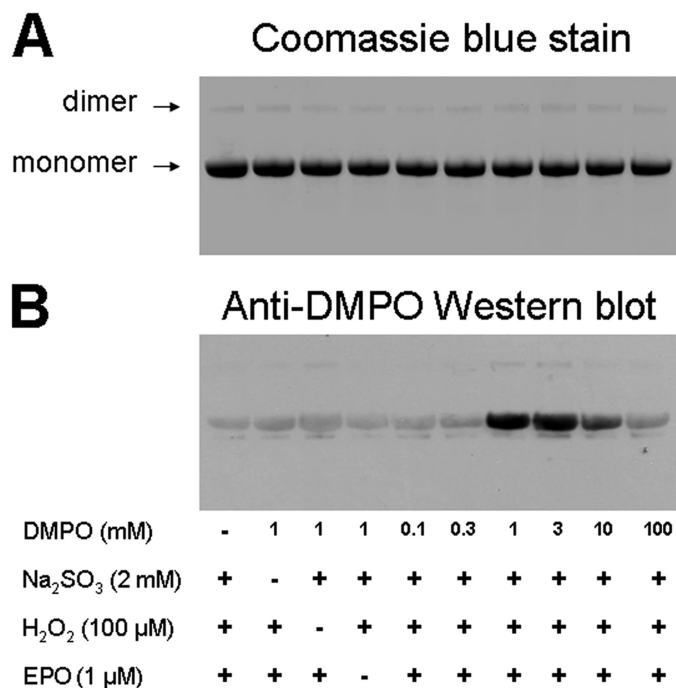 A
Coomassie blue stain
dimer →
monomer →
B
Anti-DMPO Western blot
DMPO (mM) - 1 1 1 0.1 0.3 1 3 10 100
Na₂SO₃ (2 mM) + - + + + + + + + +
H₂O₂ (100 µM) + + - + + + + + + +
EPO (1 µM) + + + - + + + + + +